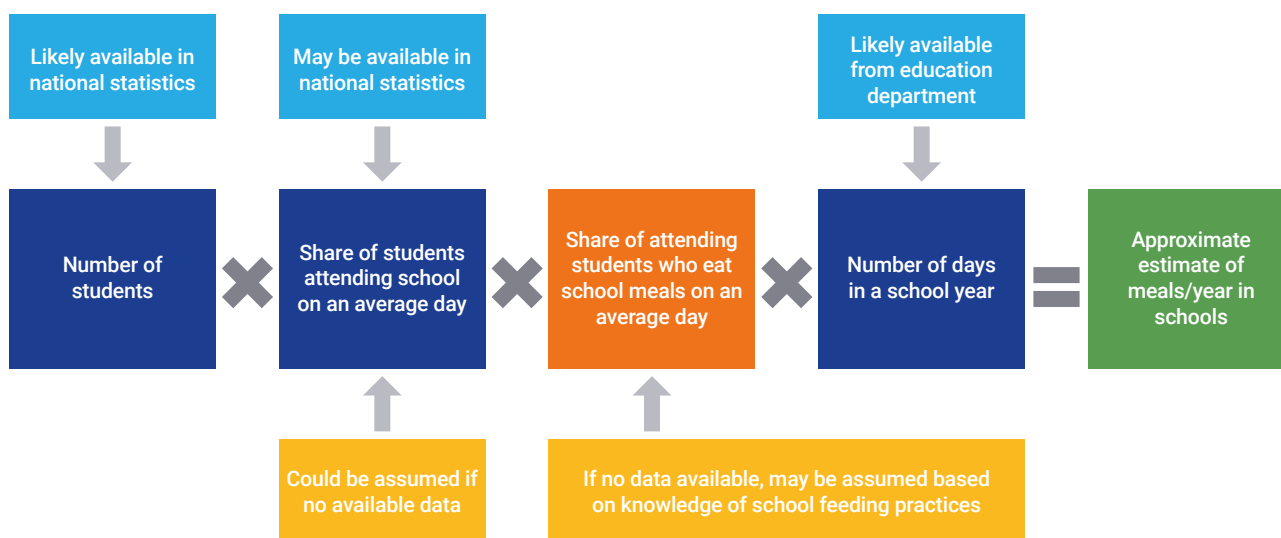 Likely available in
national statistics
May be available in
national statistics
Likely available
from education
department
Number of
students
Share of students
attending school
on an average day
Share of attending
students who eat
school meals on an
average day
Number of days
in a school year
Approximate
estimate of
meals/year in
schools
Could be assumed if
no available data
If no data available, may be assumed based
on knowledge of school feeding practices